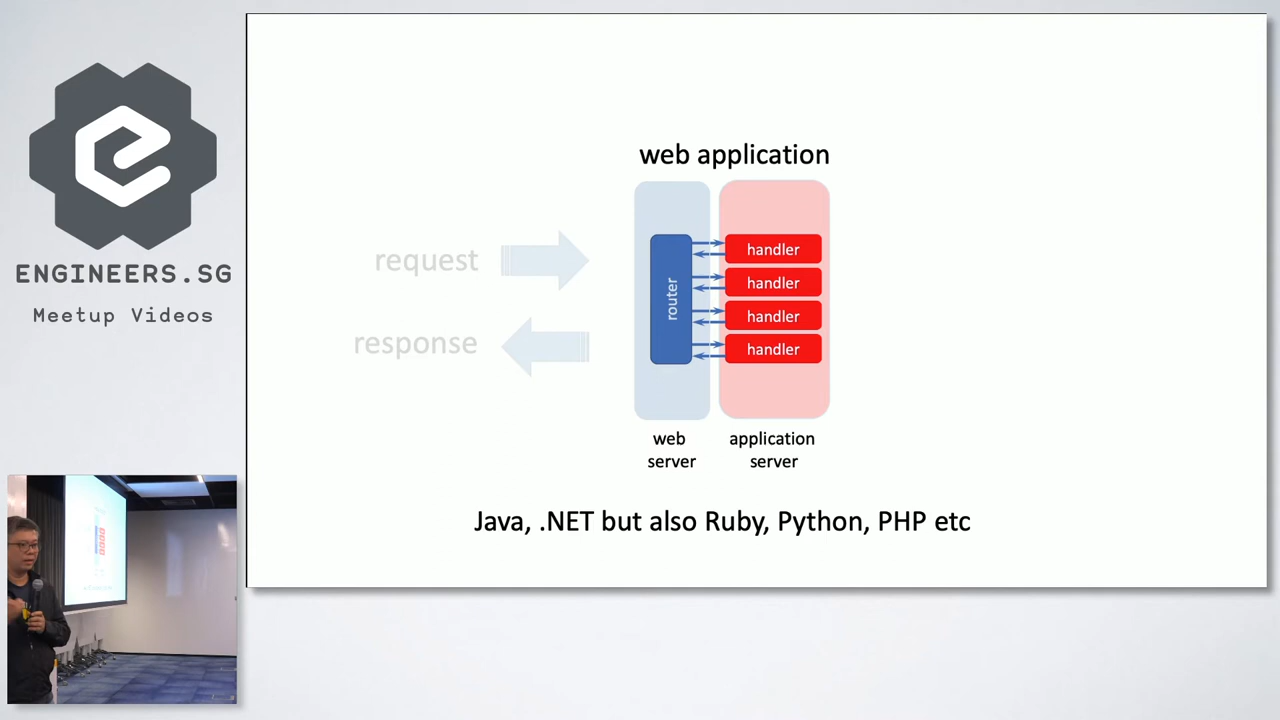 ENGINEERS.SG
Meetup Videos
web application
request
response
router
handler
handler
handler
handler
web
server
application
server
Java, .NET but also Ruby, Python, PHP etc